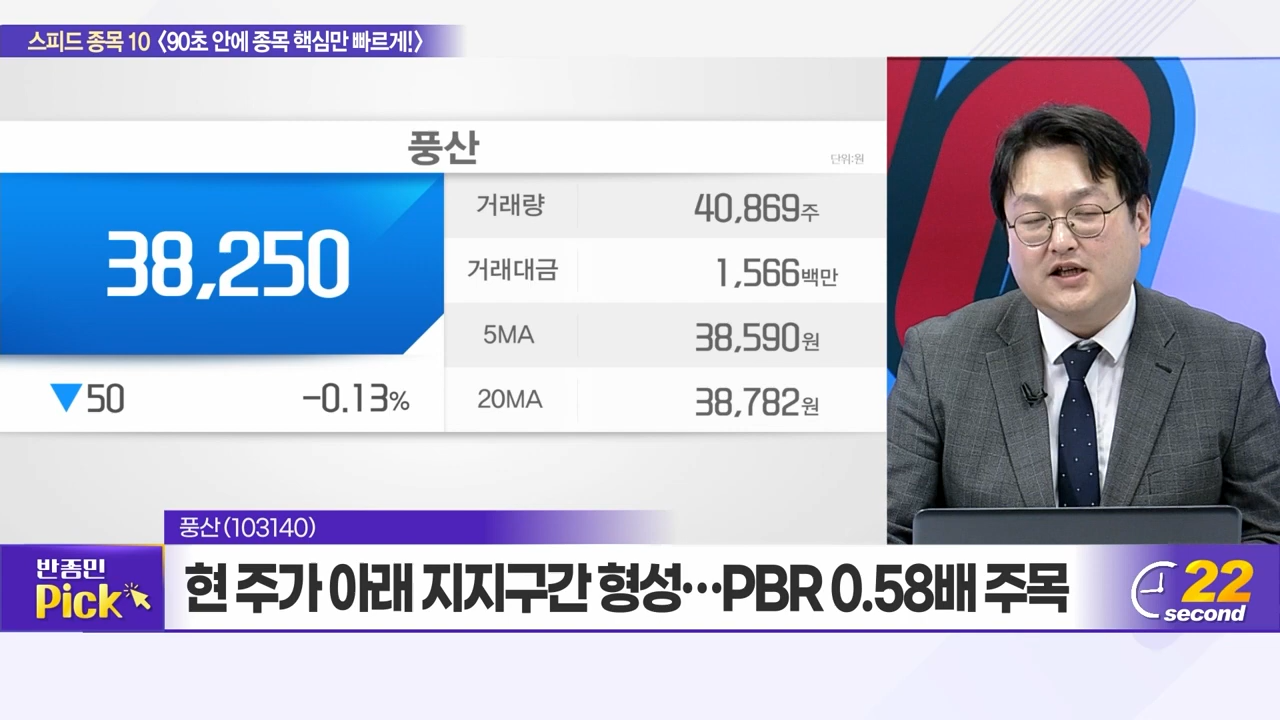 스피드 종목 10 〈90초 안에 종목 핵심만 빠르게!〉
풍산
단위:원
38,250
▼50 -0.13%
거래량 40,869주
거래대금 1,566백만
5MA 38,590원
20MA 38,782원
풍산(103140)
반종민
Pick
현 주가 아래 지지구간 형성…PBR 0.58배 주목
22
second